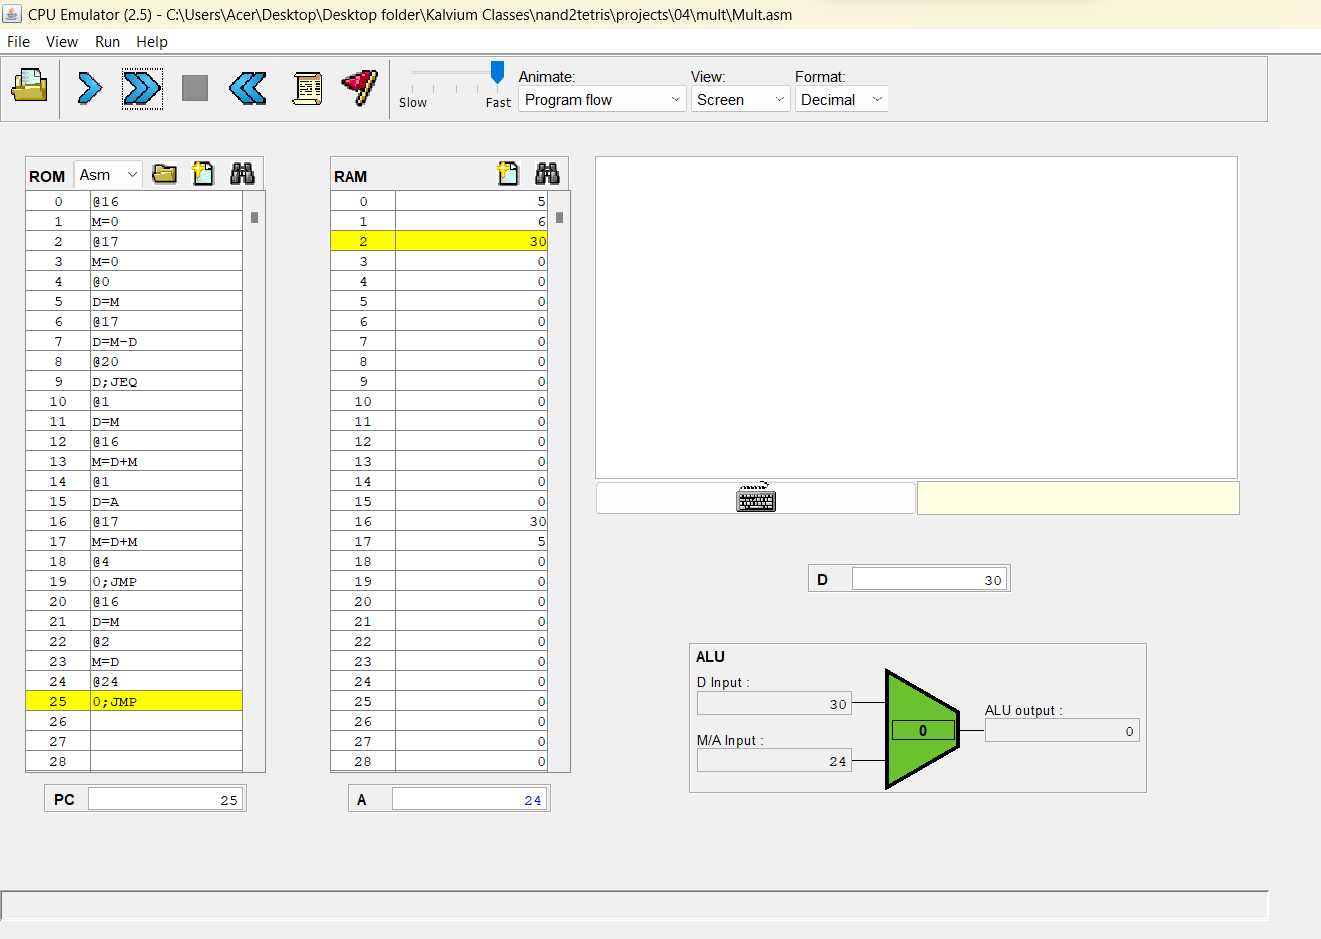 CPU Emulator (2.5) - C:\Users\Acer\Desktop\Desktop folder\Kalvium Classes\nand2tetris\projects\04\mult\Mult.asm
File View Run Help
Slow Fast
Animate:
Program flow
View:
Screen
Format:
Decimal
ROM Asm
0 @16
1 M=0
2 @17
3 M=0
4 @0
5 D=M
6 @17
7 D=M-D
8 @20
9 D;JEQ
10 @1
11 D=M
12 @16
13 M=D+M
14 @1
15 D=A
16 @17
17 M=D+M
18 @4
19 0;JMP
20 @16
21 D=M
22 @2
23 M=D
24 @24
25 0;JMP
26
27
28
PC 25
RAM
0 5
1 6
2 30
3 0
4 0
5 0
6 0
7 0
8 0
9 0
10 0
11 0
12 0
13 0
14 0
15 0
16 30
17 5
18 0
19 0
20 0
21 0
22 0
23 0
24 0
25 0
26 0
27 0
28 0
A 24
D 30
ALU
D Input :
30
M/A Input :
24
0
ALU output :
0